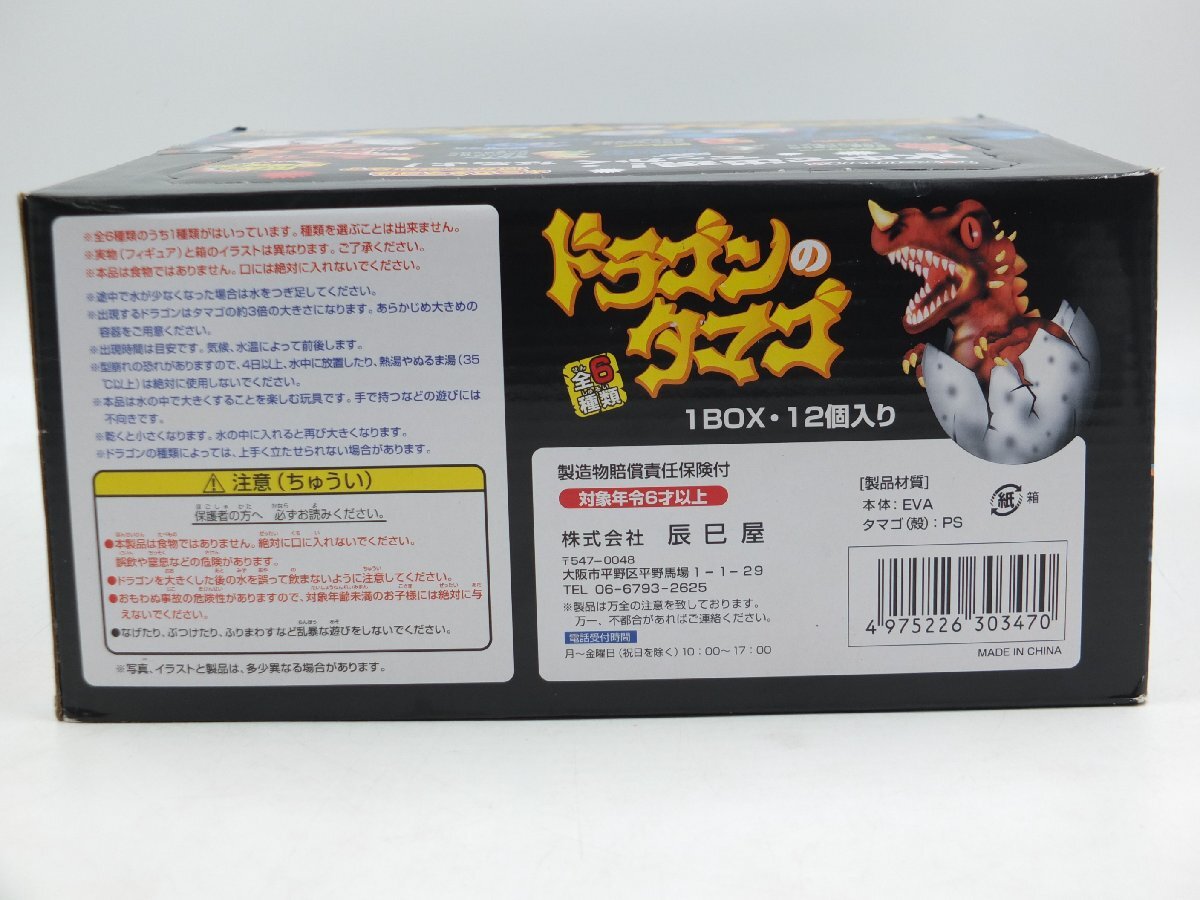 ※全6種類のうち1種類がはいっています。種類を選ぶことは出来ません。
※実物(フィギュア)と箱のイラストは異なります。ご了承ください。
※本品は食物ではありません。口には絶対に入れないでください。
※途中で水が少なくなった場合は水をつぎ足してください。
※出現するドラゴンはタマゴの約3倍の大きさになります。あらかじめ大きめの
容器をご用意ください。
※出現時間は目安です。気候、水温によって前後します。
※型崩れの恐れがありますので、4日以上、水中に放置したり、熱湯やぬるま湯(35
℃以上)は絶対に使用しないでください。
※本品は水の中で大きくすることを楽しむ玩具です。手で持つなどの遊びには
不向きです。
※乾くと小さくなります。水の中に入れると再び大きくなります。
※ドラゴンの種類によっては、上手く立たせられない場合があります。
⚠注意(ちゅうい)
保護者の方へ 必ずお読みください。
●本製品は食物ではありません。絶対に口に入れないでください。
誤飲や窒息などの危険があります。
●ドラゴンを大きくした後の水を誤って飲まないように注意してください。
●おもわぬ事故の危険性がありますので、対象年齢未満のお子様には絶対に与
えないでください。
●なげたり、ぶつけたり、ふりまわすなど乱暴な遊びをしないでください。
※写真、イラストと製品は、多少異なる場合があります。
ドラゴンの
タマゴ
全6
種類
1BOX・12個入り
製造物賠償責任保険付
対象年令6才以上
株式会社 辰巳屋
〒547-0048
大阪市平野区平野馬場1-1-29
TEL 06-6793-2625
※製品は万全の注意を致しております。
万一、不都合があればご連絡ください。
電話受付時間
月~金曜日(祝日を除く)10:00~17:00
[製品材質]
本体:EVA
タマゴ(殻):PS
紙 箱
4 975226 303470
MADE IN CHINA